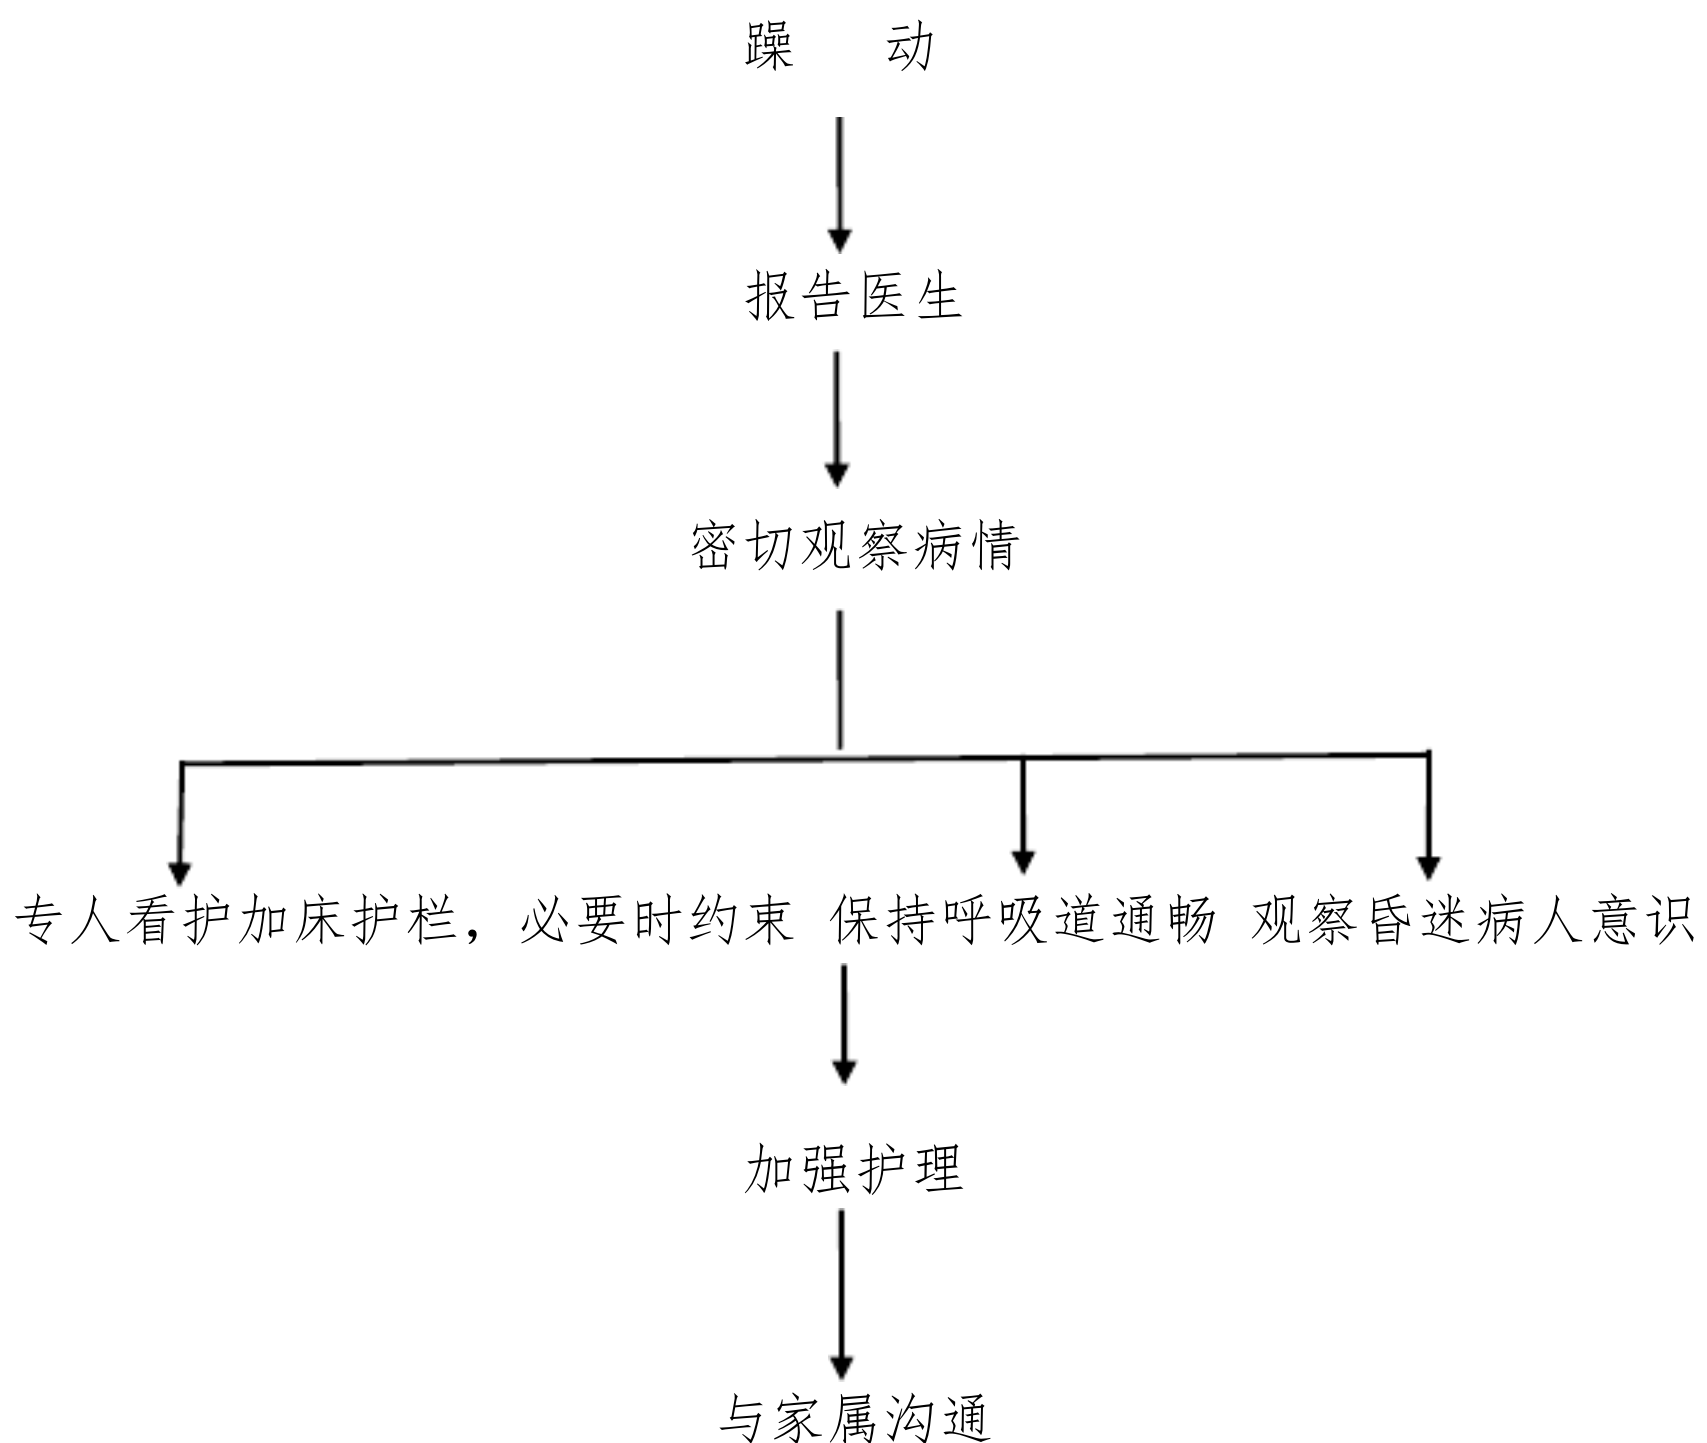 躁 动
报告医生
密切观察病情
专人看护加床护栏，必要时约束 保持呼吸道通畅 观察昏迷病人意识
加强护理
与家属沟通